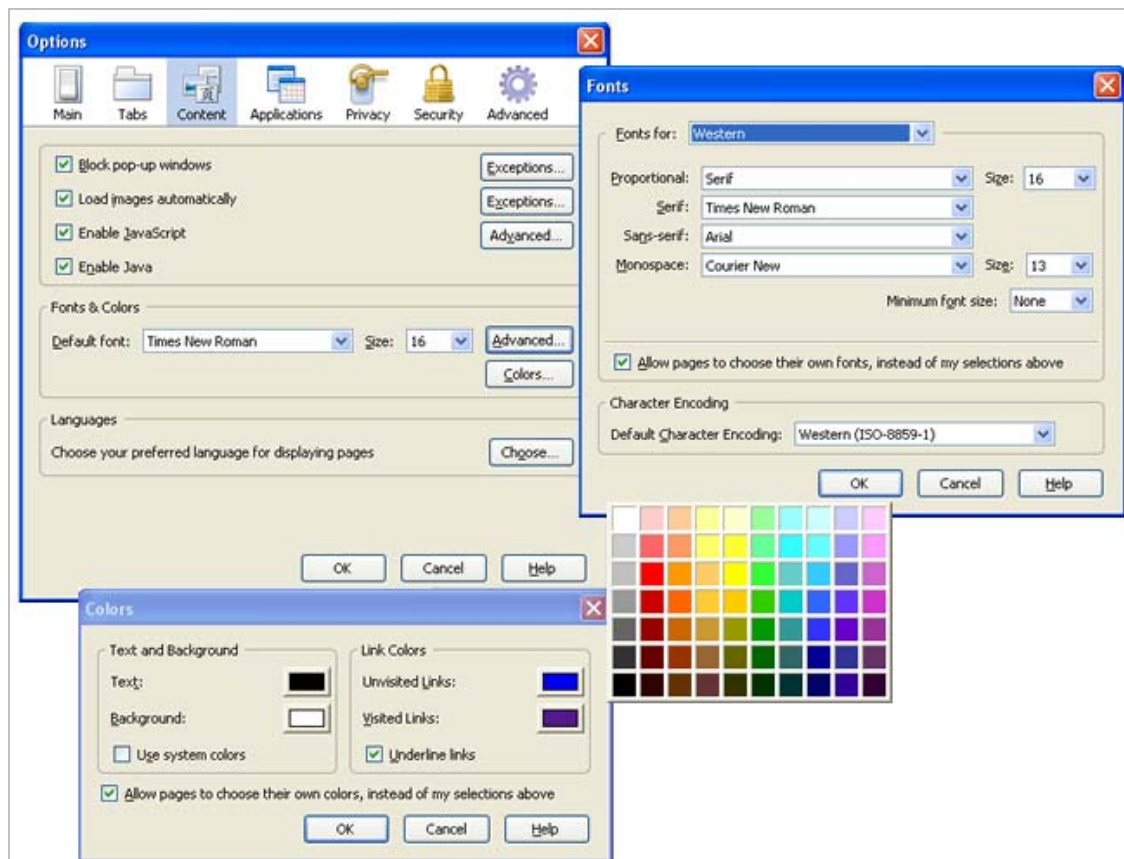 Options
Main Tabs Content Applications Privacy Security Advanced
Block pop-up windows Exceptions...
Load images automatically Exceptions...
Enable JavaScript Advanced...
Enable Java
Fonts & Colors
Default font: Times New Roman Size: 16 Advanced...
Colors...
Languages
Choose your preferred language for displaying pages Choose...
OK Cancel Help
Fonts
Fonts for: Western
Proportional: Serif Size: 16
Serif: Times New Roman
Sans-serif: Arial
Monospace: Courier New Size: 13
Minimum font size: None
Allow pages to choose their own fonts, instead of my selections above
Character Encoding
Default Character Encoding: Western (ISO-8859-1)
OK Cancel Help
Colors
Text and Background Link Colors
Text: Unvisited Links:
Background: Visited Links:
Use system colors Underline links
Allow pages to choose their own colors, instead of my selections above
OK Cancel Help